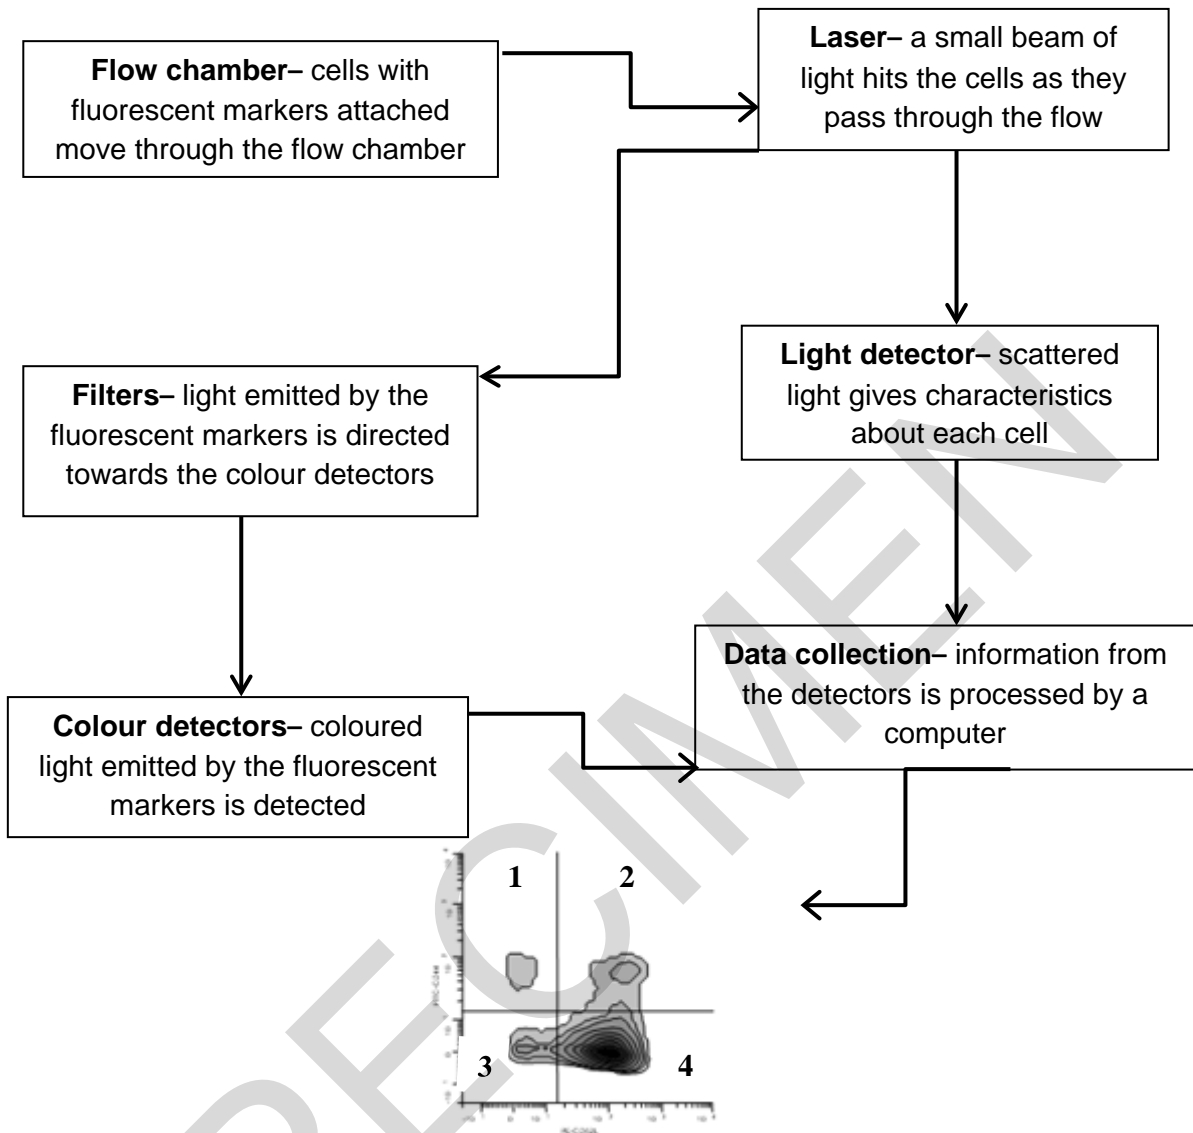 Flow chamber– cells with
fluorescent markers attached
move through the flow chamber
Laser– a small beam of
light hits the cells as they
pass through the flow
Light detector– scattered
light gives characteristics
about each cell
Filters– light emitted by the
fluorescent markers is directed
towards the colour detectors
Data collection– information from
the detectors is processed by a
computer
Colour detectors– coloured
light emitted by the fluorescent
markers is detected
1
2
3
4
SPECIMEN